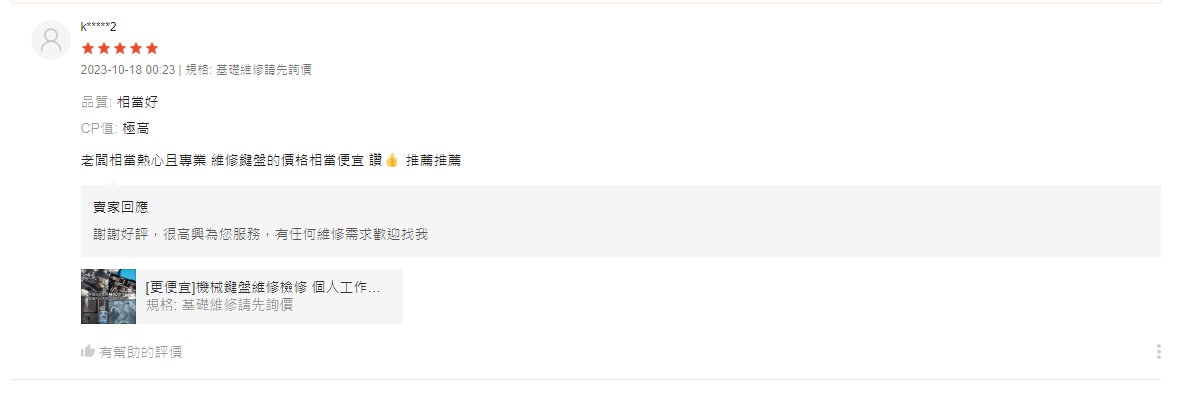 k*****2
2023-10-18 00:23 | 規格: 基礎維修請先詢價
品質: 相當好
CP值: 極高
老闆相當熱心且專業 維修鍵盤的價格相當便宜 讚👍 推薦推薦
賣家回應
謝謝好評，很高興為您服務，有任何維修需求歡迎找我
[更便宜]機械鍵盤維修檢修 個人工作...
規格: 基礎維修請先詢價
有幫助的評價